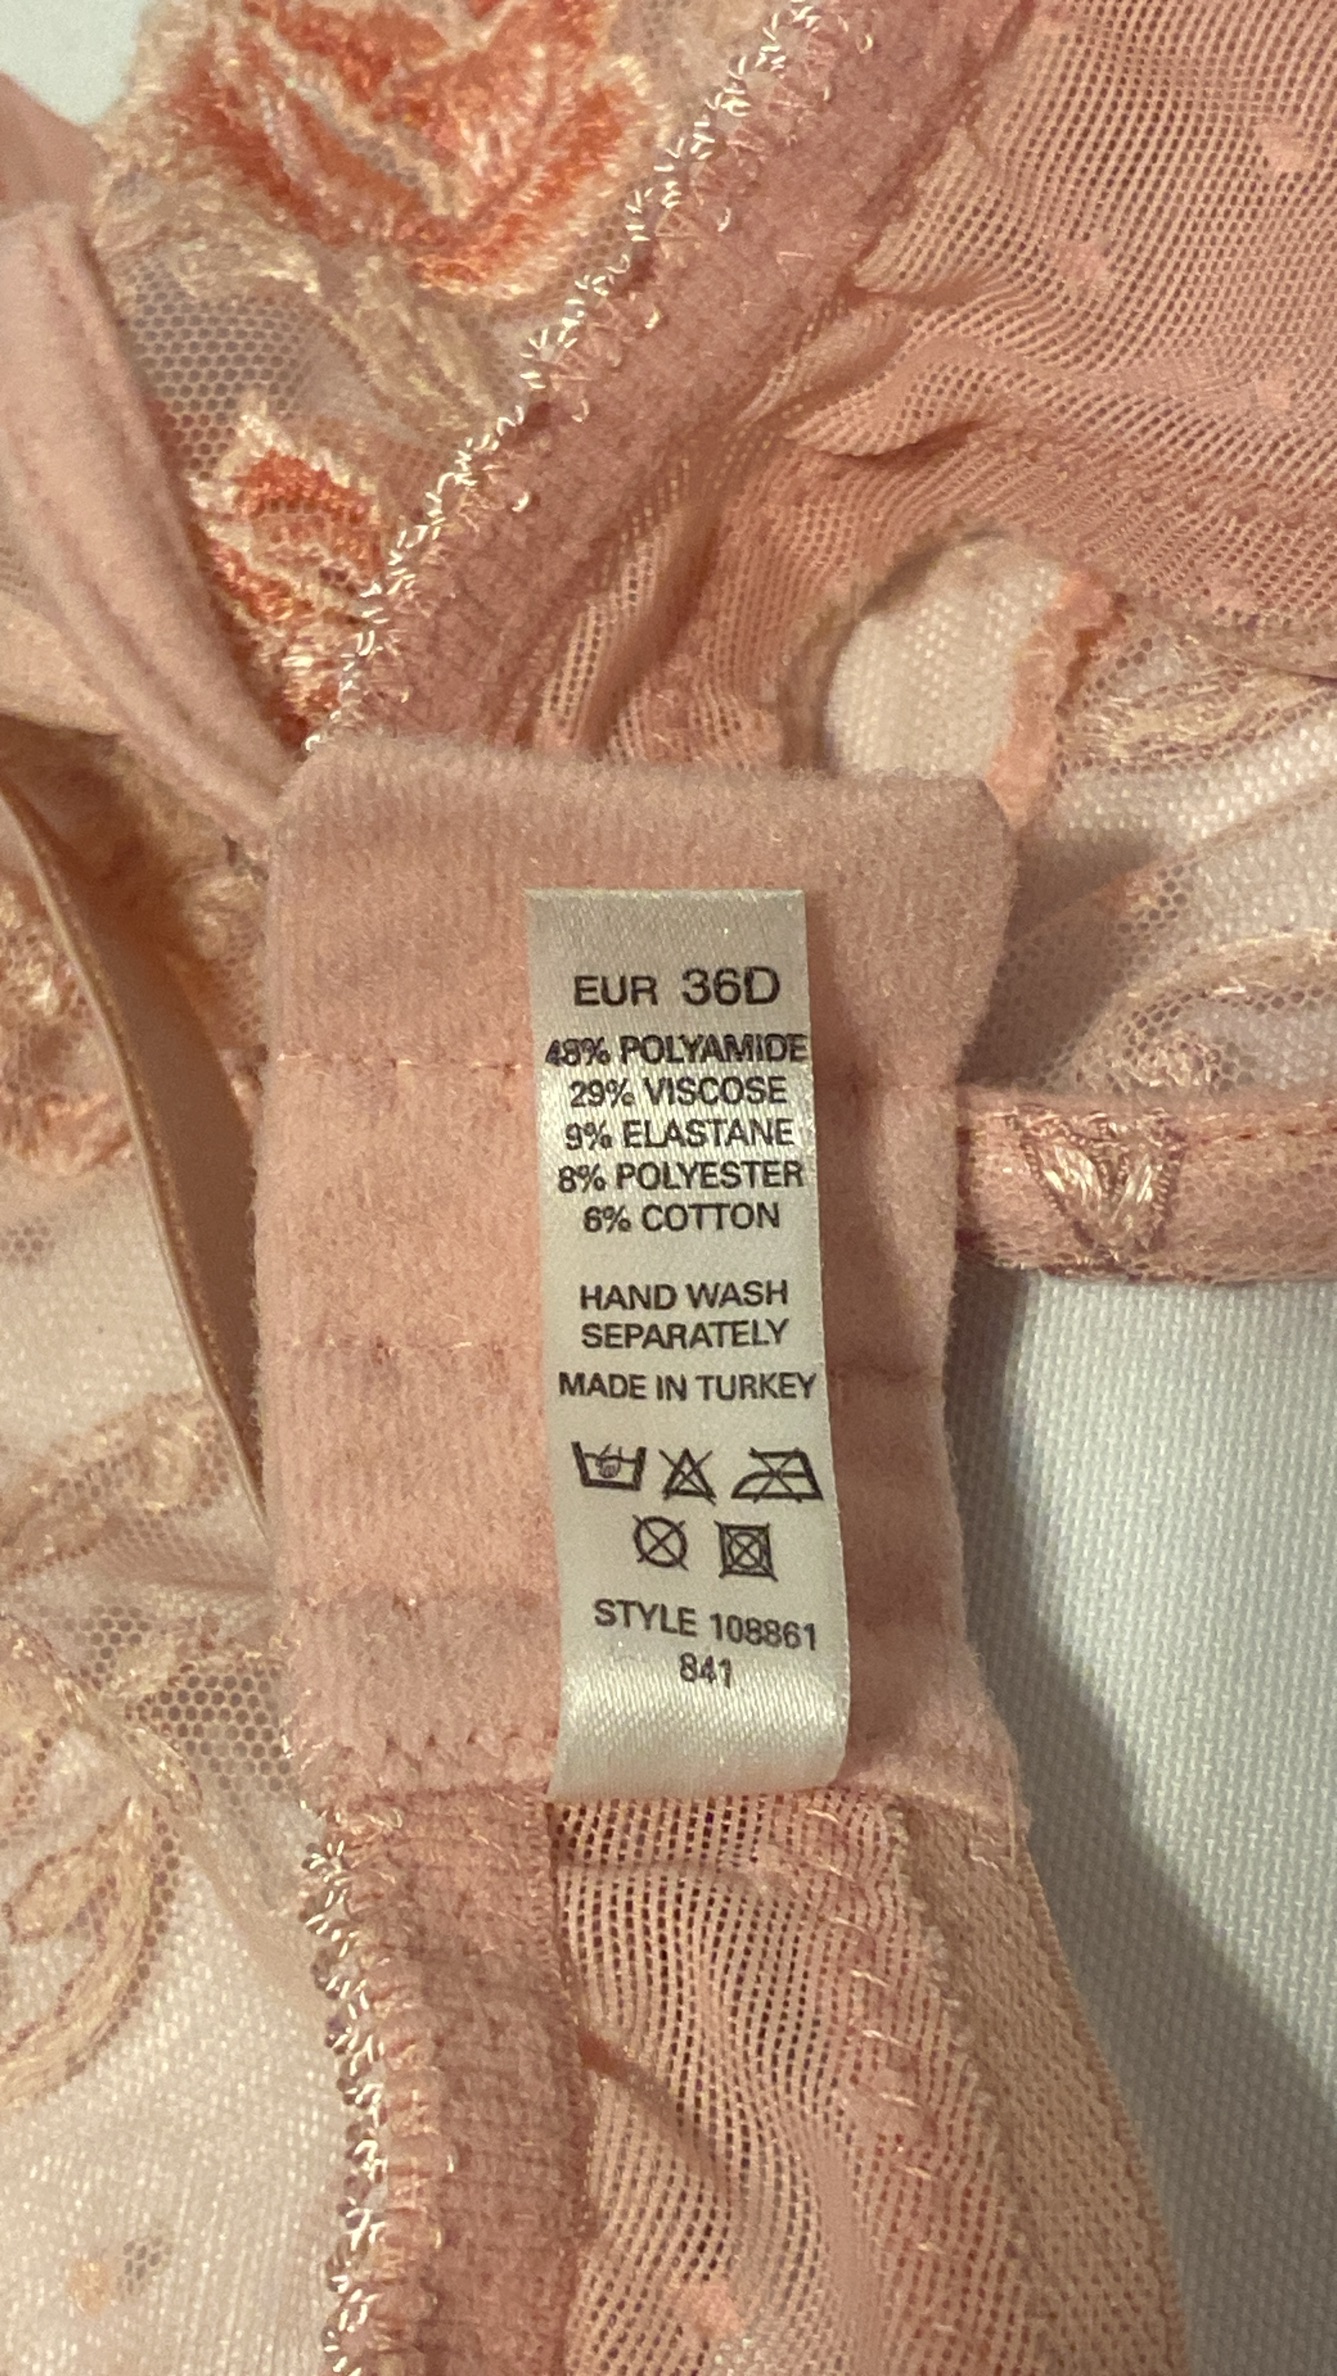 EUR 36D
48% POLYAMIDE
29% VISCOSE
9% ELASTANE
8% POLYESTER
6% COTTON
HAND WASH
SEPARATELY
MADE IN TURKEY
STYLE 108861
841